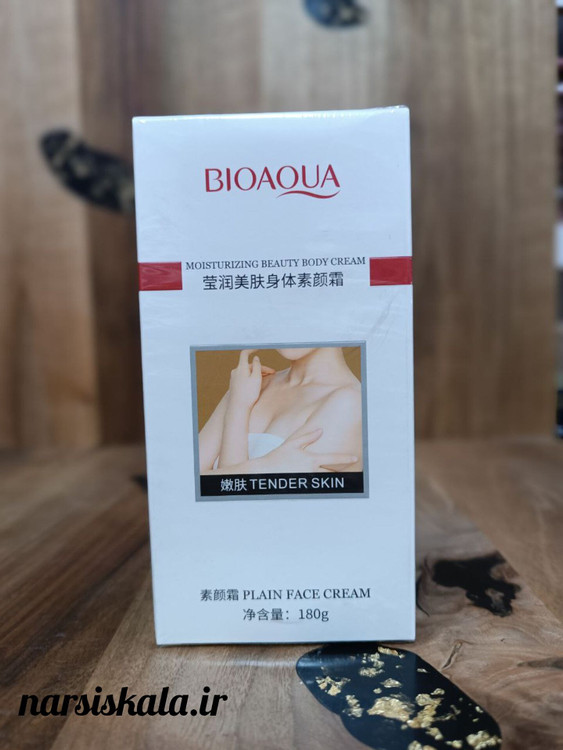 BIOAQUA
MOISTURIZING BEAUTY BODY CREAM
莹润美肤身体素颜霜
嫩肤 TENDER SKIN
素颜霜 PLAIN FACE CREAM
净含量：180g
narsiskala.ir